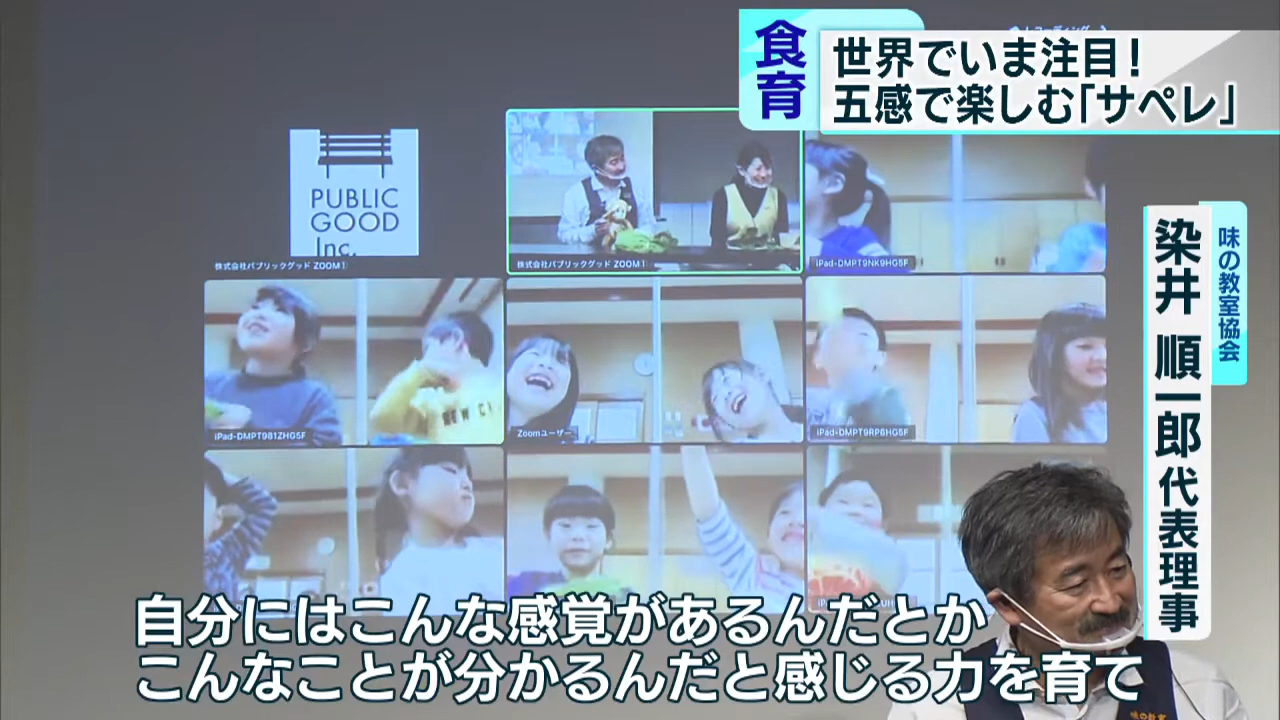 食育
世界でいま注目!
五感で楽しむ「サペレ」
味の教室協会
染井 順一郎 代表理事
PUBLIC
GOOD
Inc.
株式会社パブリックグッド ZOOM1
株式会社パブリックグッド ZOOM1
iPad-DMPT9NK9HG5F
iPad-DMPT981ZHG5F
Zoomユーザー
iPad-DMPT9RP6HG5F
自分にはこんな感覚があるんだとか
こんなことが分かるんだと感じる力を育て